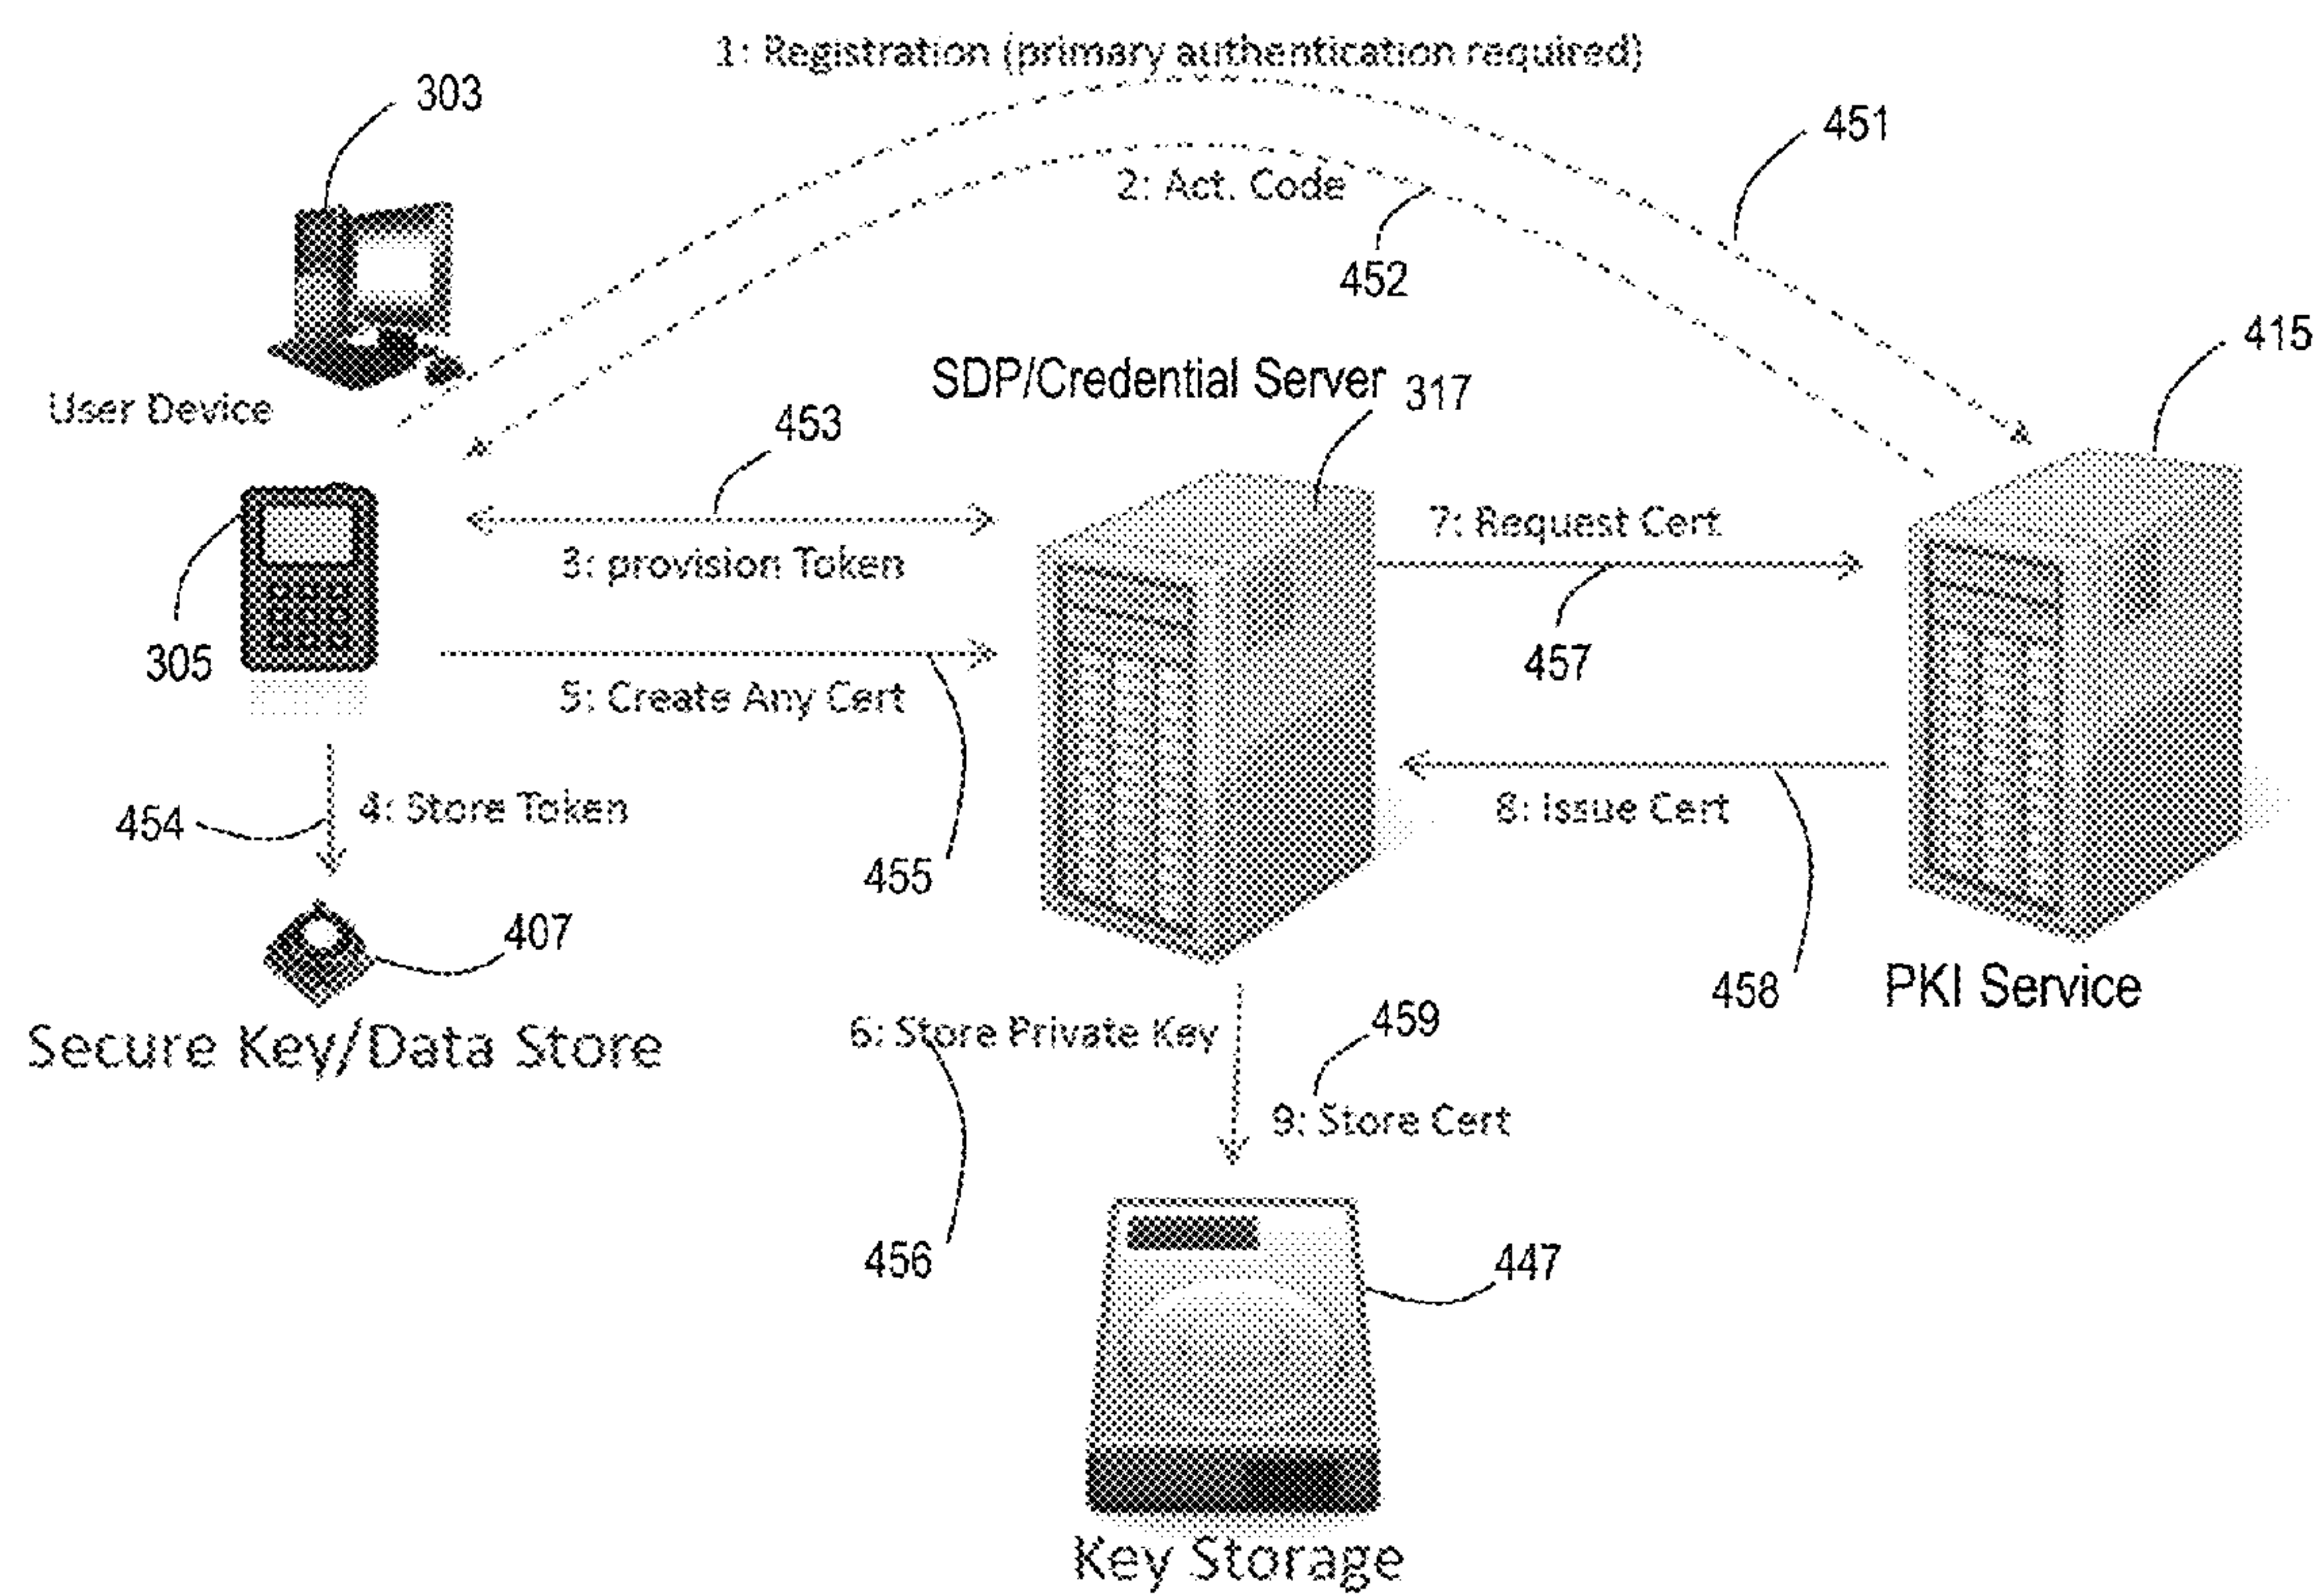 1: Registration (primary authentication required)
303
451
2: Act. Code
452
415
SDP/Credential Server 317
User Device
453
7: Request Cert
3: provision Token
305
457
5: Create Any Cert
4: Store Token
8: Issue Cert
454
455
407
458
PKI Service
Secure Key/Data Store
6: Store Private Key
459
9: Store Cert
456
447
Key Storage